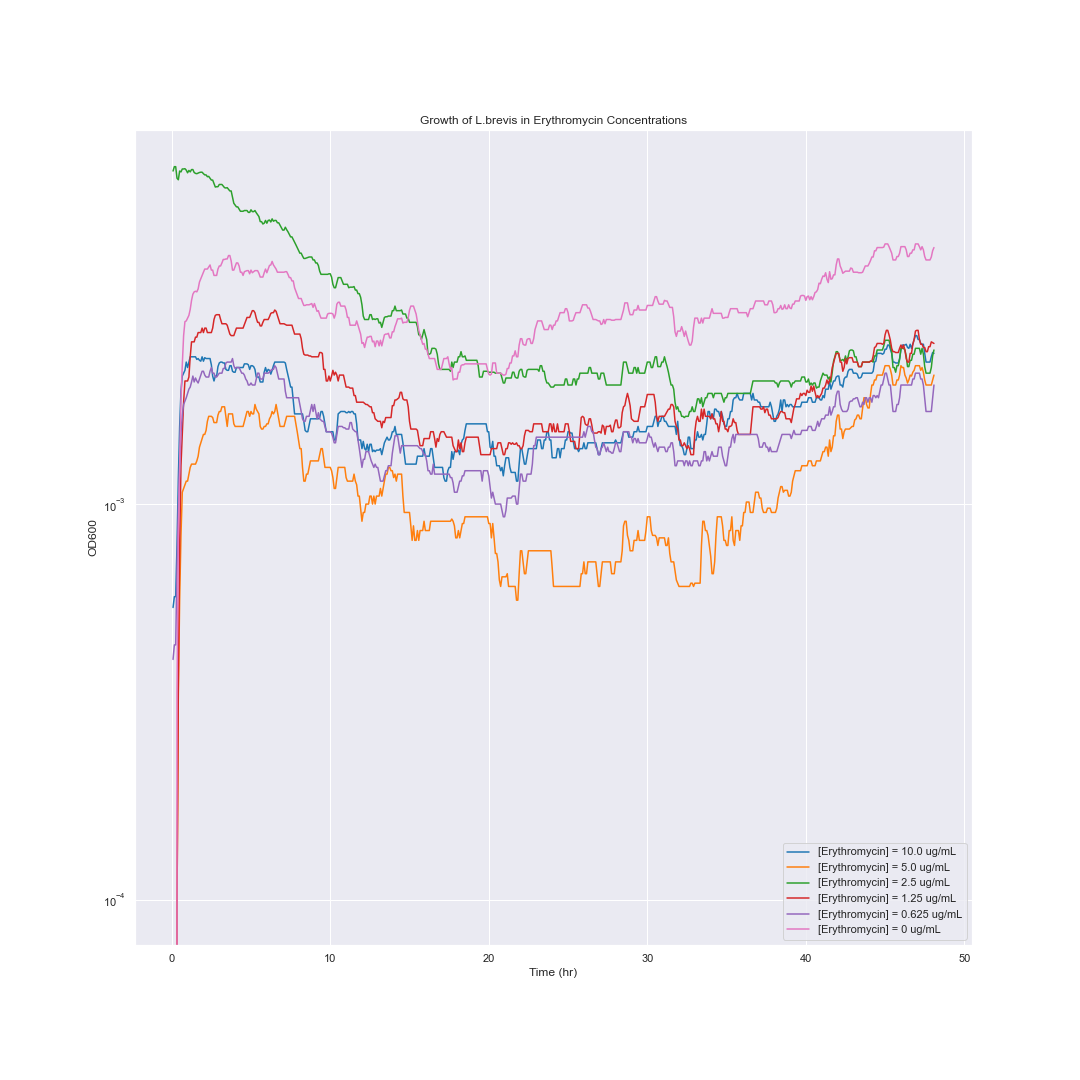 Growth of L.brevis in Erythromycin Concentrations
OD600
10⁻³
10⁻⁴
0
10
20
30
40
50
Time (hr)
[Erythromycin] = 10.0 ug/mL
[Erythromycin] = 5.0 ug/mL
[Erythromycin] = 2.5 ug/mL
[Erythromycin] = 1.25 ug/mL
[Erythromycin] = 0.625 ug/mL
[Erythromycin] = 0 ug/mL